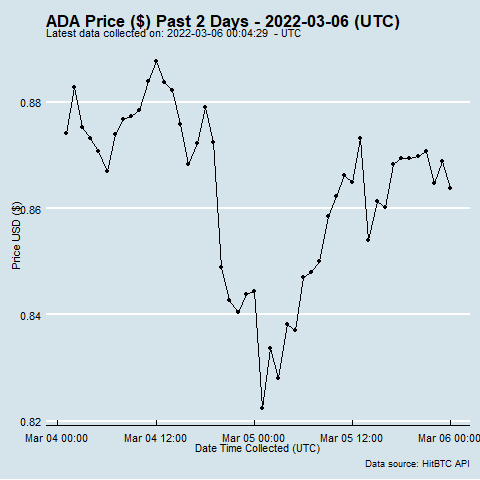 ADA Price ($) Past 2 Days - 2022-03-06 (UTC)
Latest data collected on: 2022-03-06 00:04:29 - UTC
0.88
0.86
0.84
0.82
Price USD ($)
Mar 04 00:00 Mar 04 12:00 Mar 05 00:00 Mar 05 12:00 Mar 06 00:00
Date Time Collected (UTC)
Data source: HitBTC API